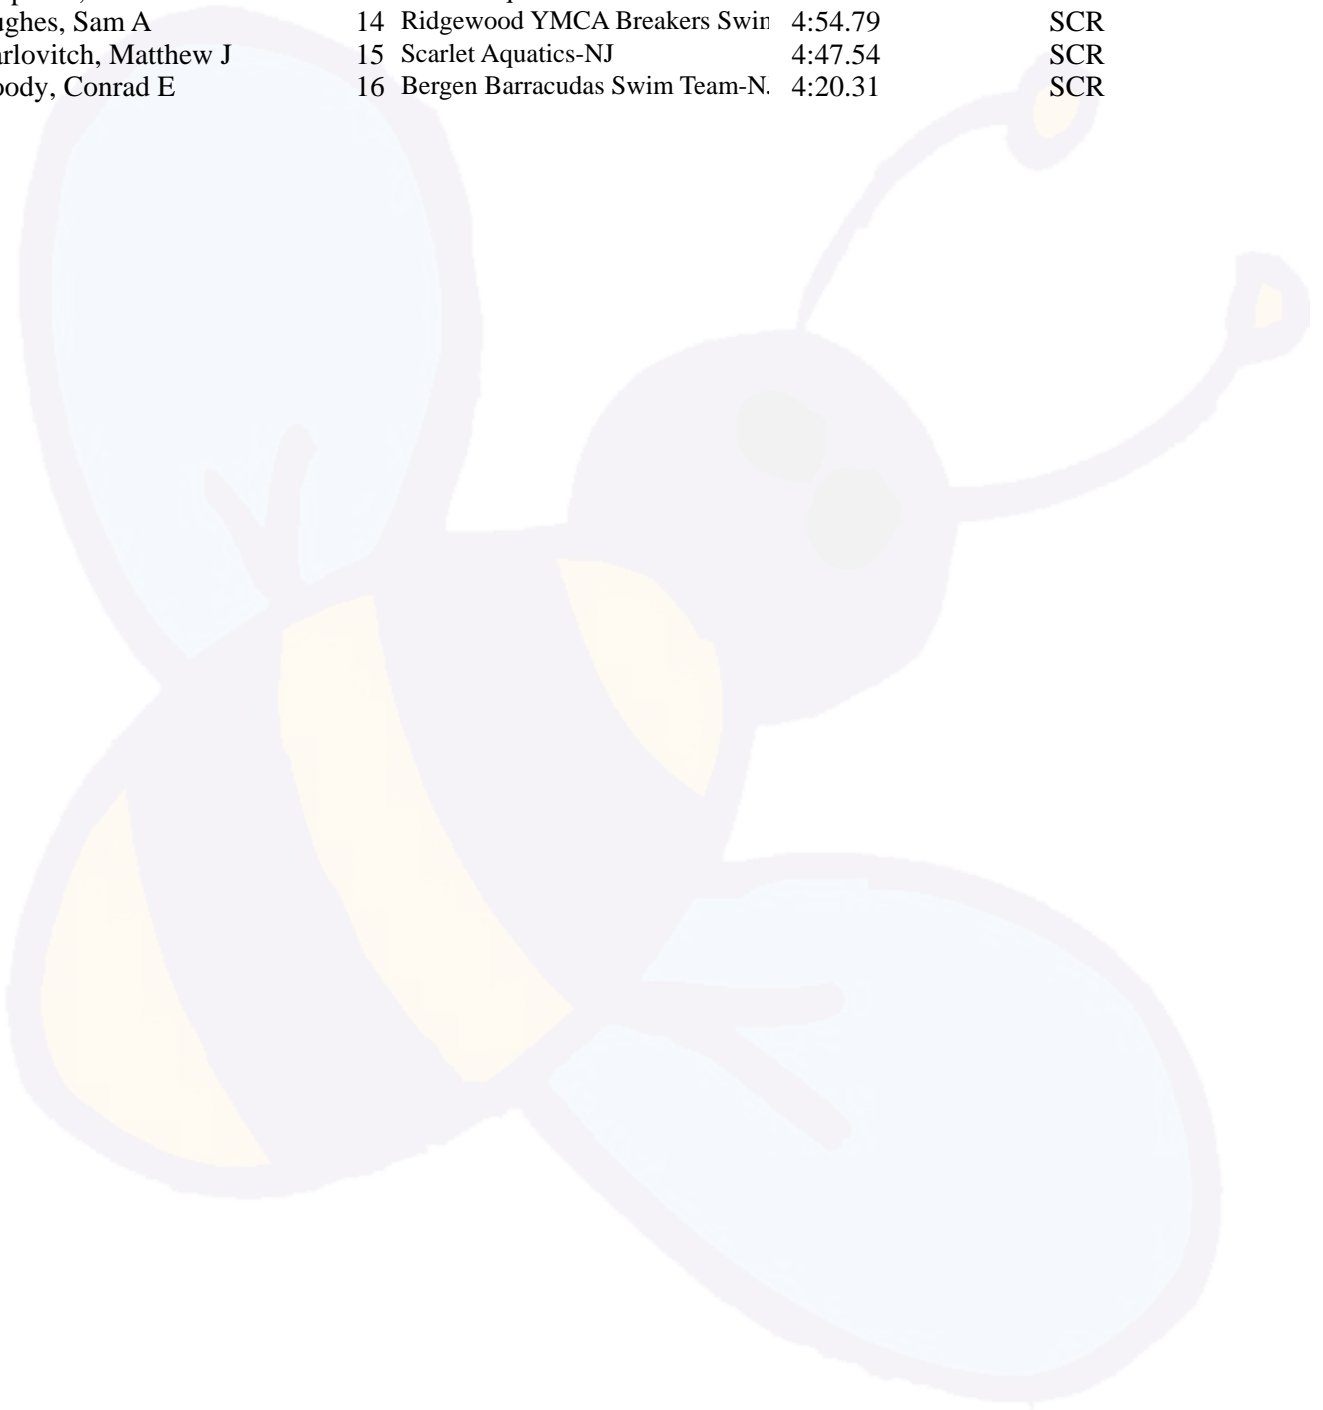 ughes, Sam A 14 Ridgewood YMCA Breakers Swin 4:54.79 SCR
arlovitch, Matthew J 15 Scarlet Aquatics-NJ 4:47.54 SCR
oody, Conrad E 16 Bergen Barracudas Swim Team-N. 4:20.31 SCR